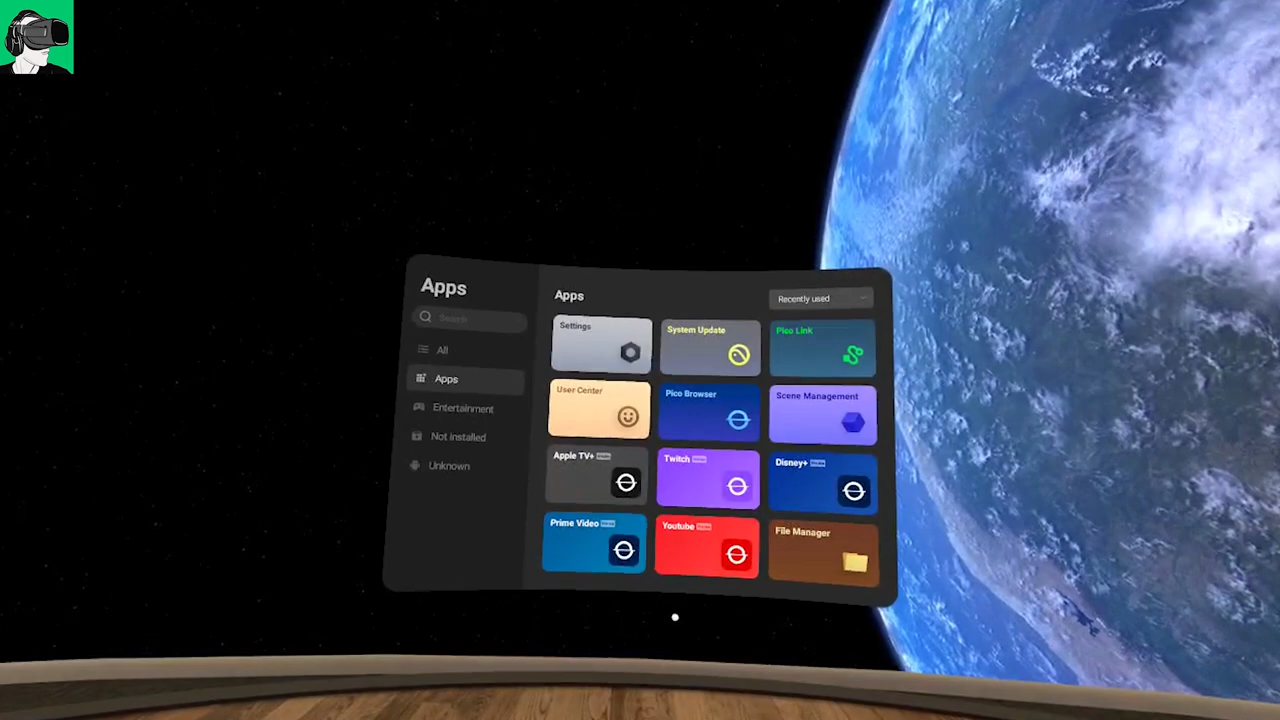 Apps
Search
All
Apps
Entertainment
Not installed
Unknown
Apps
Recently used
Settings
System Update
Pico Link
User Center
Pico Browser
Scene Management
Apple TV+
Twitch
Disney+
Prime Video
Youtube
File Manager